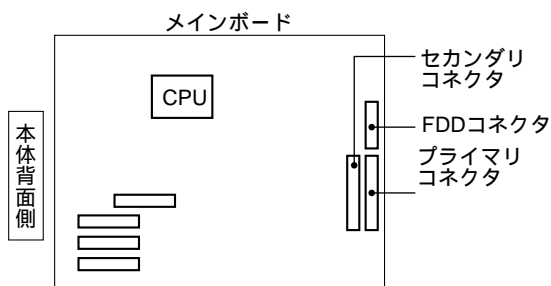 メインボード
セカンダリ
コネクタ
CPU
FDDコネクタ
プライマリ
コネクタ
本体背面側